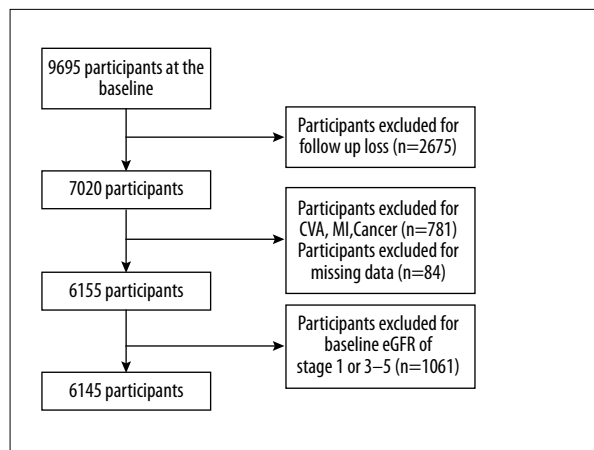 9695 participants at the
baseline
Participants excluded for
follow up loss (n=2675)
7020 participants
Participants excluded for
CVA, MI,Cancer (n=781)
Participants excluded for
missing data (n=84)
6155 participants
Participants excluded for
baseline eGFR of
stage 1 or 3–5 (n=1061)
6145 participants